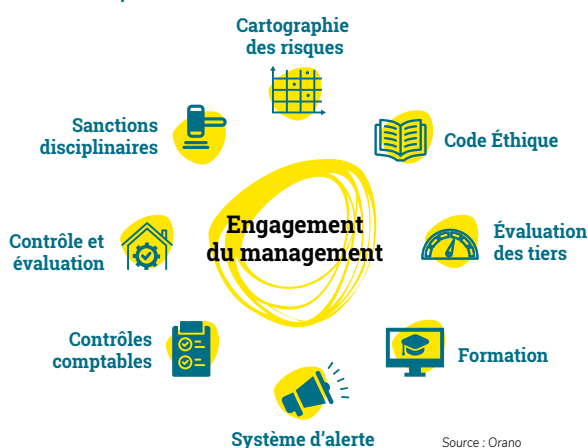 Cartographie
des risques
Sanctions
disciplinaires
Code Éthique
Engagement
du management
Contrôle et
évaluation
Évaluation
des tiers
Contrôles
comptables
Formation
Système d'alerte
Source : Orano